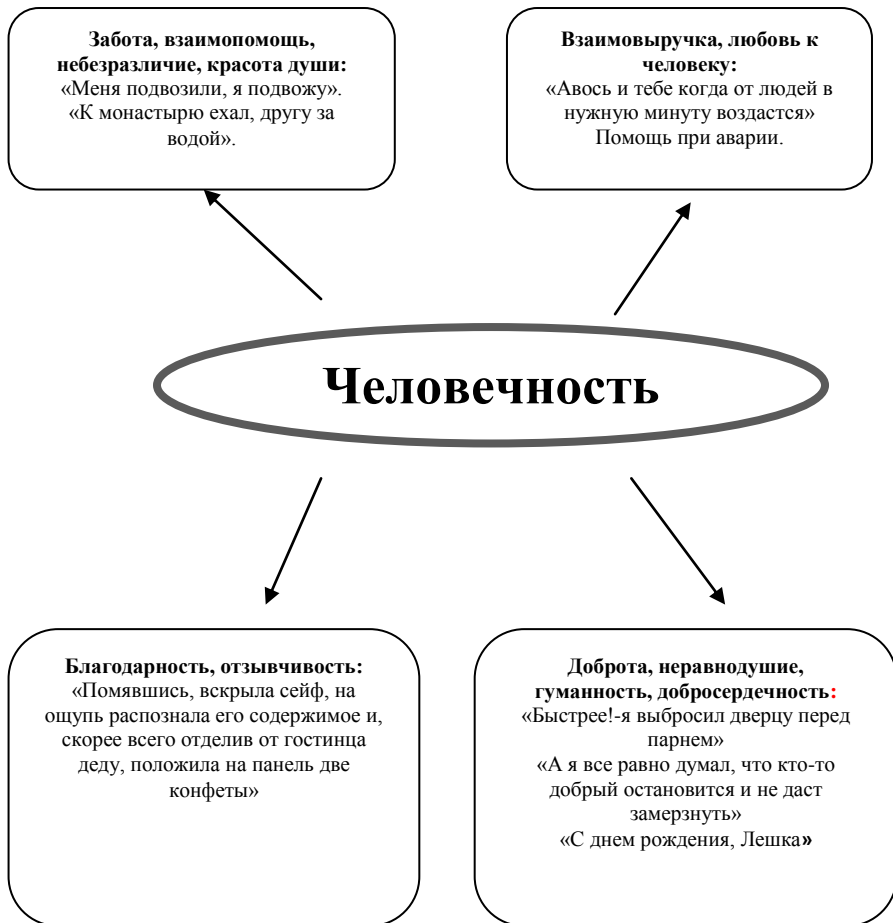 Забота, взаимопомощь,
небезразличие, красота души:
«Меня подвозили, я подвожу».
«К монастырю ехал, другу за
водой».
Взаимовыручка, любовь к
человеку:
«Авось и тебе когда от людей в
нужную минуту воздастся»
Помощь при аварии.
Человечность
Благодарность, отзывчивость:
«Помявшись, вскрыла сейф, на
ощупь распознала его содержимое и,
скорее всего отделив от гостинца
деду, положила на панель две
конфеты»
Доброта, неравнодушие,
гуманность, добросердечность:
«Быстрее!-я выбросил дверцу перед
парнем»
«А я все равно думал, что кто-то
добрый остановится и не даст
замерзнуть»
«С днем рождения, Лешка»